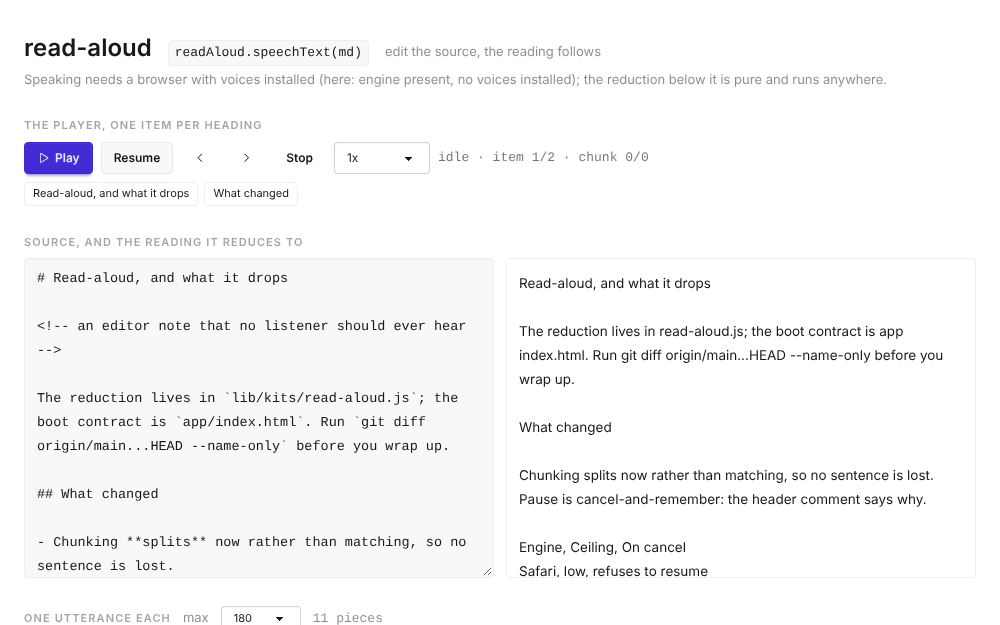 read-aloud readAloud.speechText(md) edit the source, the reading follows
Speaking needs a browser with voices installed (here: engine present, no voices installed); the reduction below it is pure and runs anywhere.
THE PLAYER, ONE ITEM PER HEADING
Play Resume Stop 1x idle · item 1/2 · chunk 0/0
Read-aloud, and what it drops What changed
SOURCE, AND THE READING IT REDUCES TO
# Read-aloud, and what it drops
<!-- an editor note that no listener should ever hear
-->
The reduction lives in `lib/kits/read-aloud.js`; the
boot contract is `app/index.html`. Run `git diff
origin/main...HEAD --name-only` before you wrap up.
## What changed
- Chunking **splits** now rather than matching, so no
sentence is lost.
Read-aloud, and what it drops
The reduction lives in read-aloud.js; the boot contract is app
index.html. Run git diff origin/main...HEAD --name-only before you
wrap up.
What changed
Chunking splits now rather than matching, so no sentence is lost.
Pause is cancel-and-remember: the header comment says why.
Engine, Ceiling, On cancel
Safari, low, refuses to resume
ONE UTTERANCE EACH max 180 11 pieces